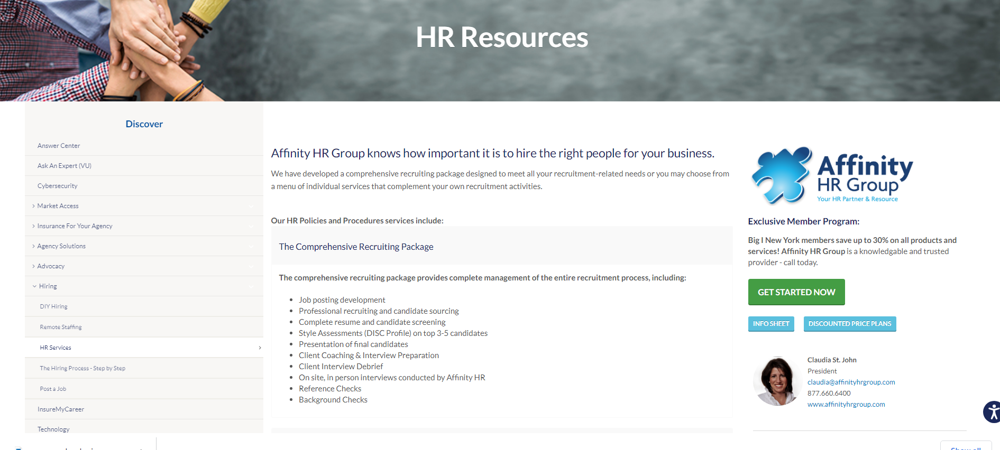 HR Resources
Discover
Answer Center
Ask An Expert (VU)
Cybersecurity
Market Access
Insurance For Your Agency
Agency Solutions
Advocacy
Hiring
DIY Hiring
Remote Staffing
HR Services
The Hiring Process - Step by Step
Post a Job
InsureMyCareer
Technology
Affinity HR Group knows how important it is to hire the right people for your business.
We have developed a comprehensive recruiting package designed to meet all your recruitment-related needs or you may choose from
a menu of individual services that complement your own recruitment activities.
Our HR Policies and Procedures services include:
The Comprehensive Recruiting Package
The comprehensive recruiting package provides complete management of the entire recruitment process, including:
• Job posting development
• Professional recruiting and candidate sourcing
• Complete resume and candidate screening
• Style Assessments (DISC Profile) on top 3-5 candidates
• Presentation of final candidates
• Client Coaching & Interview Preparation
• Client Interview Debrief
• On site, in person interviews conducted by Affinity HR
• Reference Checks
• Background Checks
Affinity
HR Group
Your HR Partner & Resource
Exclusive Member Program:
Big I New York members save up to 30% on all products and
services! Affinity HR Group is a knowledgable and trusted
provider - call today.
GET STARTED NOW
INFO SHEET
DISCOUNTED PRICE PLANS
Claudia St. John
President
claudia@affinityhrgroup.com
877.660.6400
www.affinityhrgroup.com
Show all